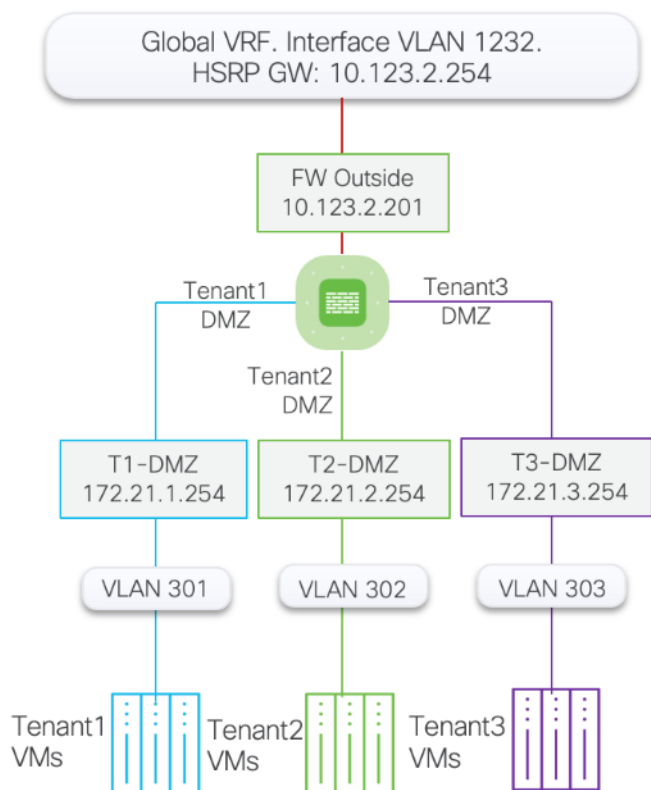 Global VRF. Interface VLAN 1232.
HSRP GW: 10.123.2.254
FW Outside
10.123.2.201
Tenant1
DMZ
Tenant3
DMZ
Tenant2
DMZ
T1-DMZ
172.21.1.254
T2-DMZ
172.21.2.254
T3-DMZ
172.21.3.254
VLAN 301
VLAN 302
VLAN 303
Tenant1
VMs
Tenant2
VMs
Tenant3
VMs